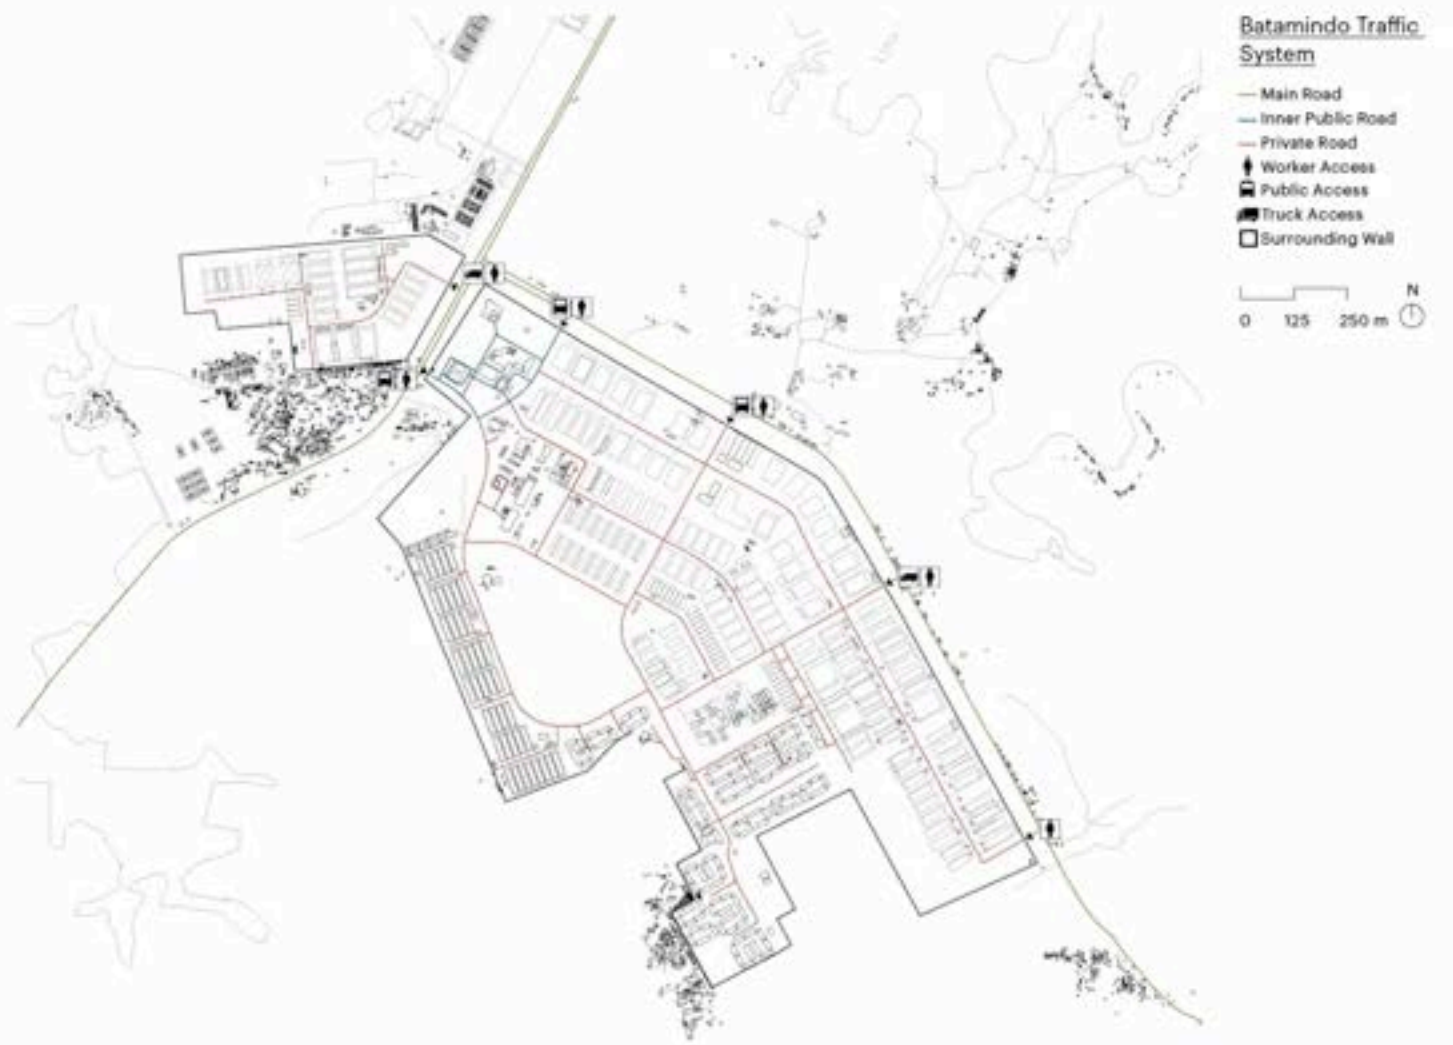 Batamindo Traffic
System
Main Road
Inner Public Road
Private Road
Worker Access
Public Access
Truck Access
Surrounding Wall
N
0 125 250 m